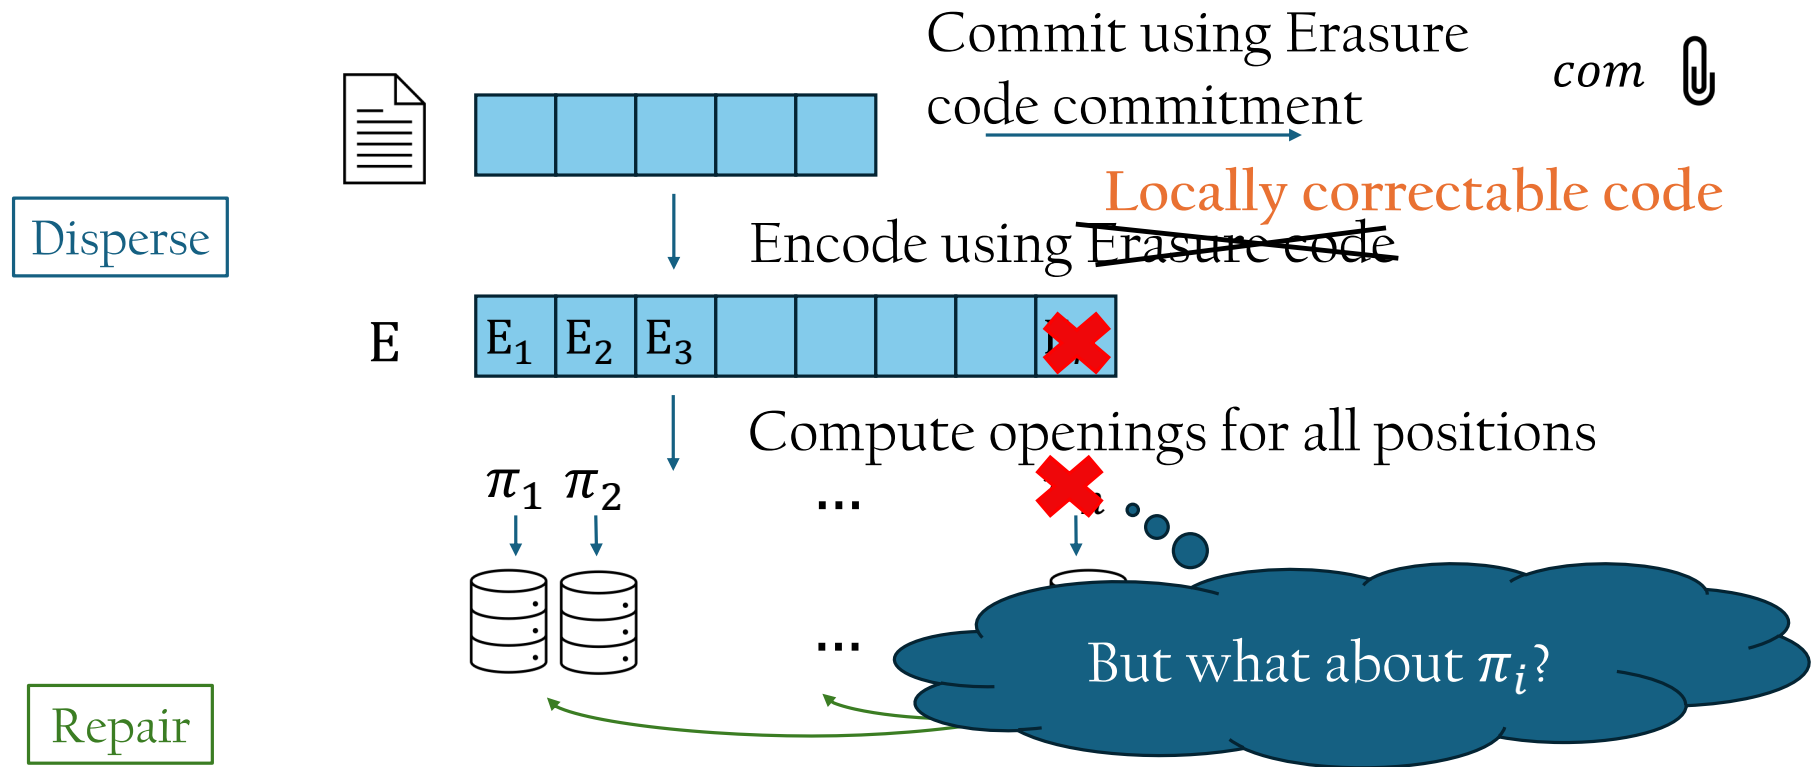 Commit using Erasure
code commitment
com
Locally correctable code
Disperse
Encode using Erasure code
E
E₁ E₂ E₃
Compute openings for all positions
π₁ π₂ ...
...
But what about πᵢ?
Repair